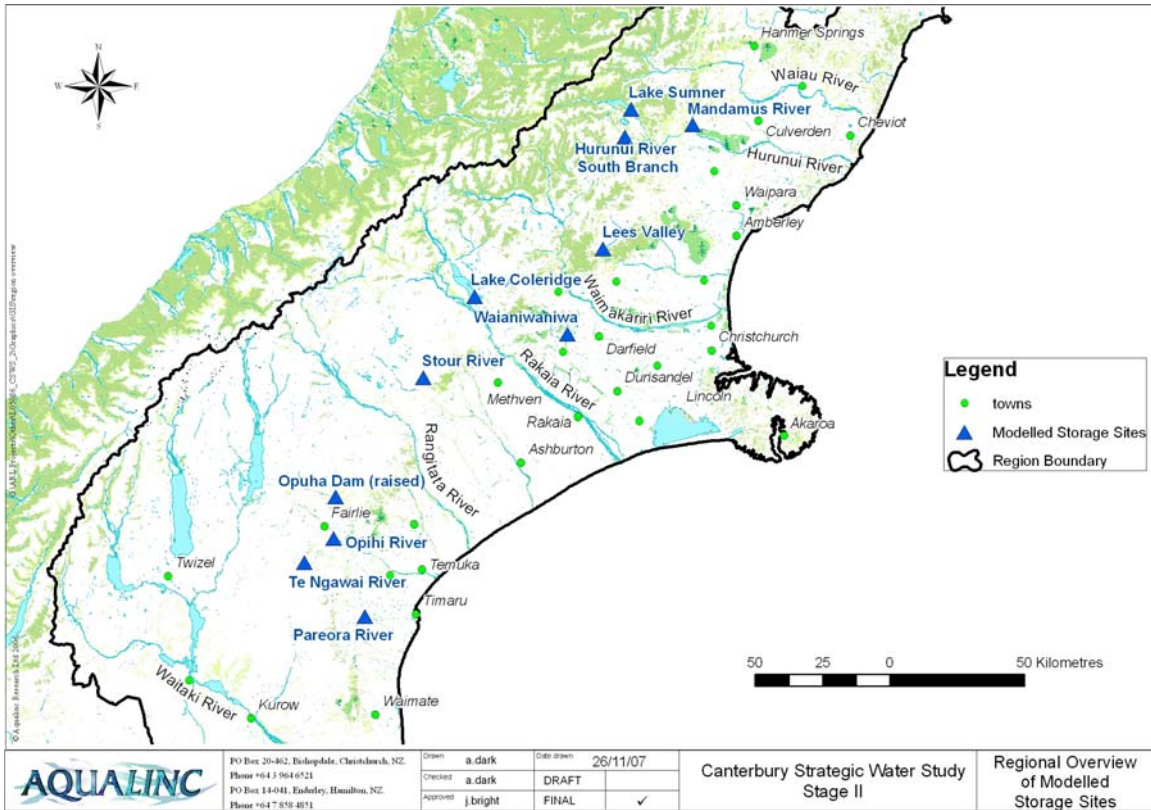 N
W E
S
Hanmer Springs
Waiau River
Lake Sumner
Mandamus River
Culverden
Cheviot
Hurunui River
South Branch
Hurunui River
Waipara
Amberley
Lees Valley
Lake Coleridge
Waimakariri River
Waianiwaniwa
Christchurch
Darfield
Stour River
Rakaia River
Dunsandel
Methven
Lincoln
Rakaia
Akaroa
Ashburton
Rangitata River
Opuha Dam (raised)
Fairlie
Opihi River
Twizel
Temuka
Te Ngawai River
Timaru
Pareora River
Waitaki River
Kurow
Waimate
Legend
towns
Modelled Storage Sites
Region Boundary
50 25 0 50 Kilometres
© Aqualinc Research Ltd 2006
AQUALINC
PO Box 20-462, Bishopdale, Christchurch, NZ.
Phone +64 3 964 6521
PO Box 14-041, Enderley, Hamilton, NZ.
Phone +64 7 858 4851
Drawn a.dark Date drawn 26/11/07
Checked a.dark DRAFT
Approved j.bright FINAL ✓
Canterbury Strategic Water Study
Stage II
Regional Overview
of Modelled
Storage Sites